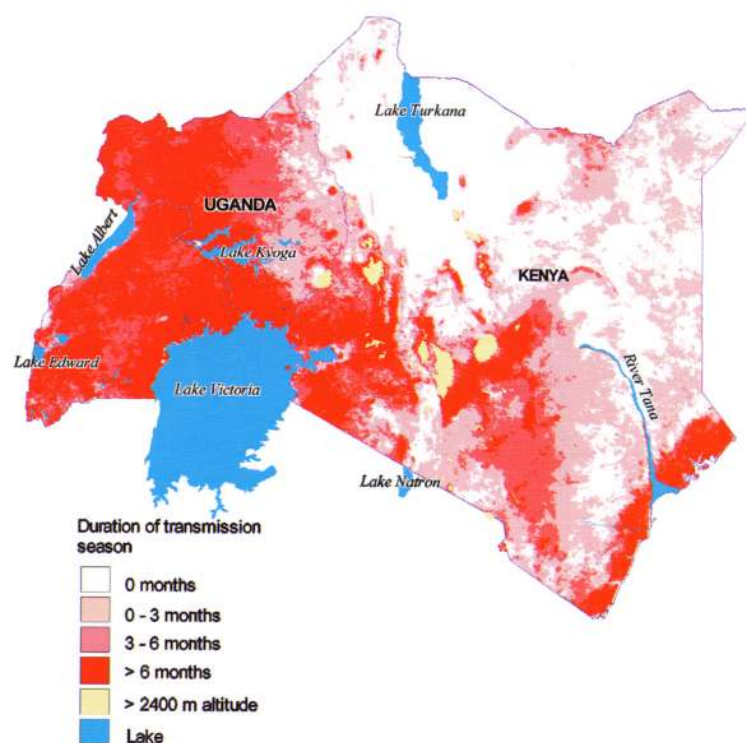 Lake Turkana
UGANDA
Lake Albert
Lake Kyoga
KENYA
Lake Edward
Lake Victoria
River Tana
Lake Natron
Duration of transmission
season
0 months
0 - 3 months
3 - 6 months
> 6 months
> 2400 m altitude
Lake